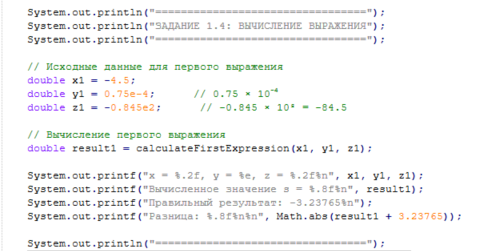 System.out.println("=================================");
System.out.println("ЗАДАНИЕ 1.4: ВЫЧИСЛЕНИЕ ВЫРАЖЕНИЯ");
System.out.println("=================================");
// Исходные данные для первого выражения
double x1 = -4.5;
double y1 = 0.75e-4; // 0.75 × 10⁻⁴
double z1 = -0.845e2; // -0.845 × 10² = -84.5
// Вычисление первого выражения
double result1 = calculateFirstExpression(x1, y1, z1);
System.out.printf("x = %.2f, y = %e, z = %.2f%n", x1, y1, z1);
System.out.printf("Вычисленное значение s = %.8f%n", result1);
System.out.printf("Правильный результат: -3.23765%n");
System.out.printf("Разница: %.8f%n%n", Math.abs(result1 + 3.23765));
System.out.println("=================================");